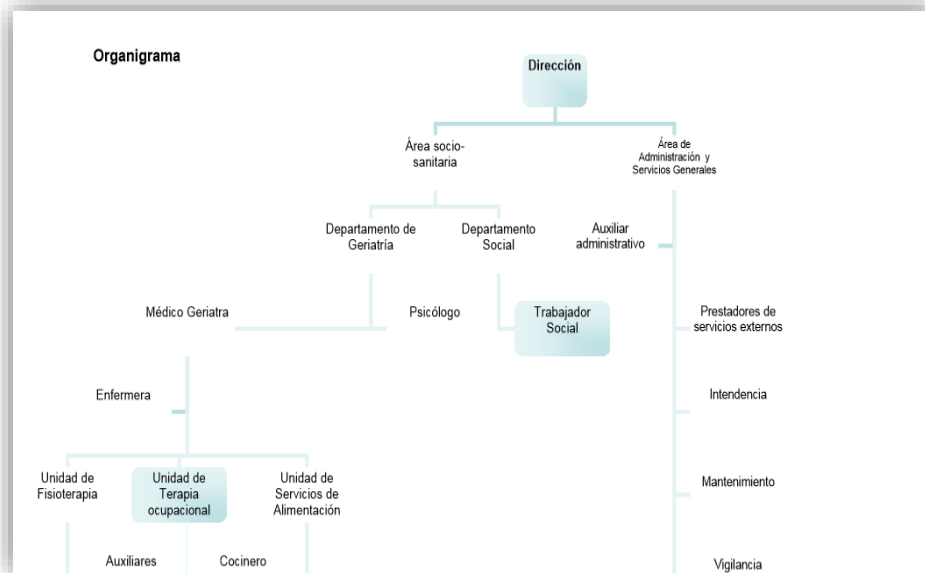 Organigrama
Dirección
Área socio-
sanitaria
Área de
Administración y
Servicios Generales
Departamento de
Geriatría
Departamento
Social
Auxiliar
administrativo
Médico Geriatra
Psicólogo
Trabajador
Social
Prestadores de
servicios externos
Enfermera
Intendencia
Unidad de
Fisioterapia
Unidad de
Terapia
ocupacional
Unidad de
Servicios de
Alimentación
Mantenimiento
Auxiliares
Cocinero
Vigilancia